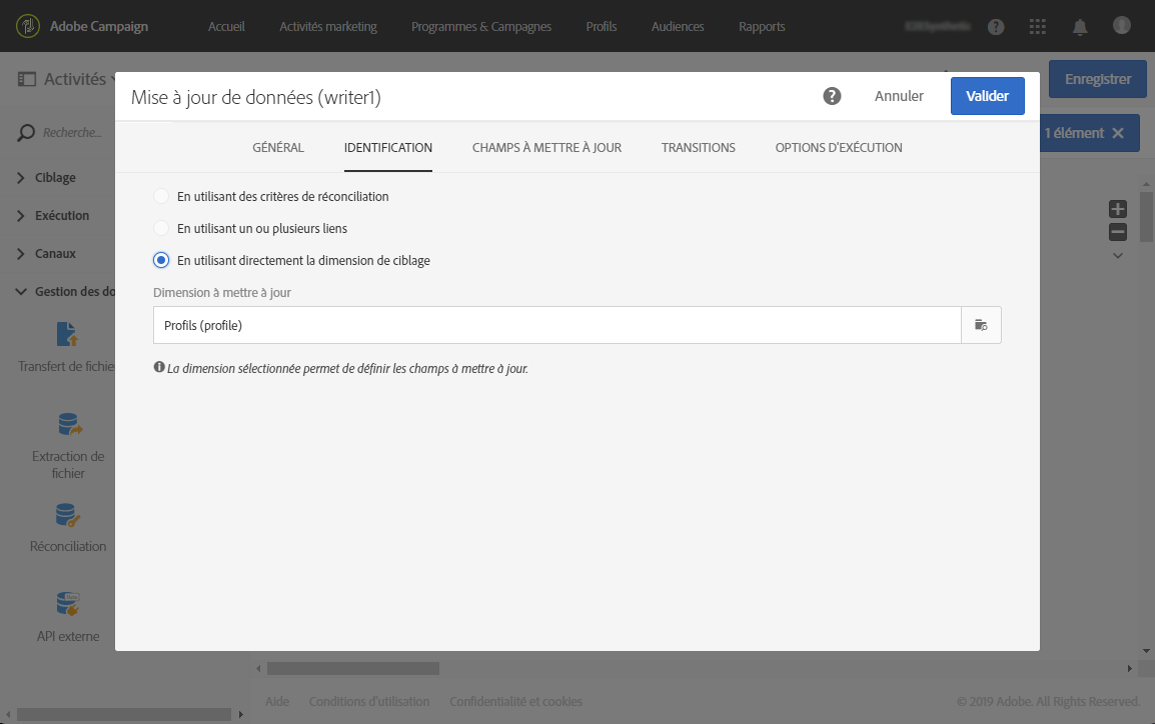 Adobe Campaign
Accueil
Activités marketing
Programmes & Campagnes
Profils
Audiences
Rapports
Activités
Enregistrer
Mise à jour de données (writer1)
Annuler
Valider
Recherche...
1 élément
GÉNÉRAL
IDENTIFICATION
CHAMPS À METTRE À JOUR
TRANSITIONS
OPTIONS D'EXÉCUTION
Ciblage
Exécution
Canaux
Gestion des do
Transfert de fichie
Extraction de
fichier
Réconciliation
API externe
En utilisant des critères de réconciliation
En utilisant un ou plusieurs liens
En utilisant directement la dimension de ciblage
Dimension à mettre à jour
Profils (profile)
La dimension sélectionnée permet de définir les champs à mettre à jour.
Aide
Conditions d'utilisation
Confidentialité et cookies
© 2019 Adobe. All Rights Reserved.